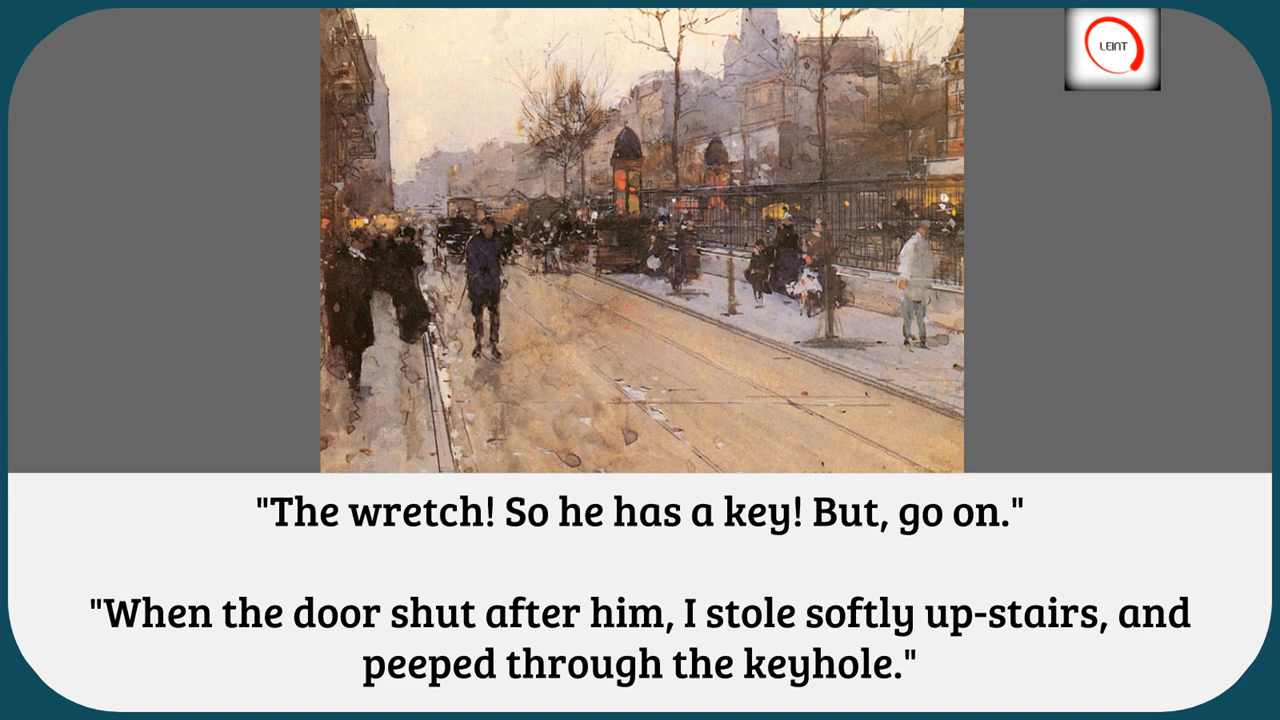 LEINT
"The wretch! So he has a key! But, go on."
"When the door shut after him, I stole softly up-stairs, and
peeped through the keyhole."